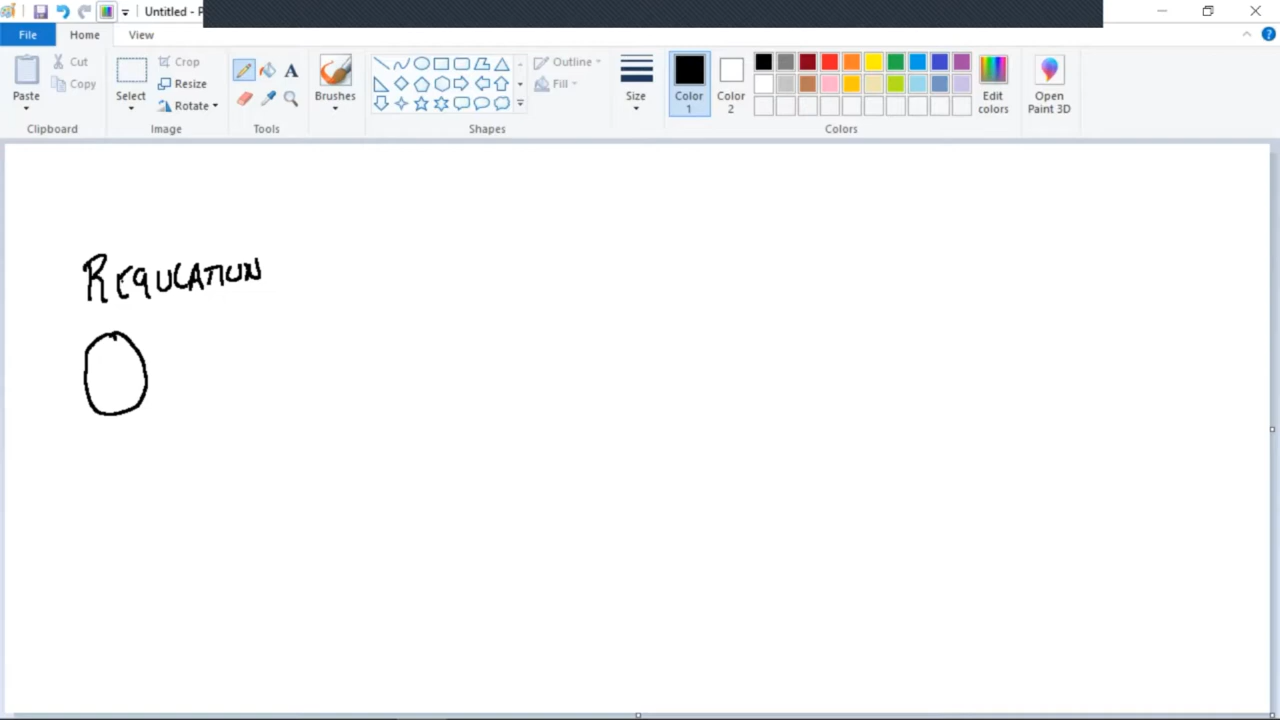 Untitled - P
File Home View
Paste
Cut
Copy
Clipboard
Select
Crop
Resize
Rotate
Image
A
Tools
Brushes
Outline
Fill
Shapes
Size
Color 1
Color 2
Edit colors
Colors
Open Paint 3D
REGULATION